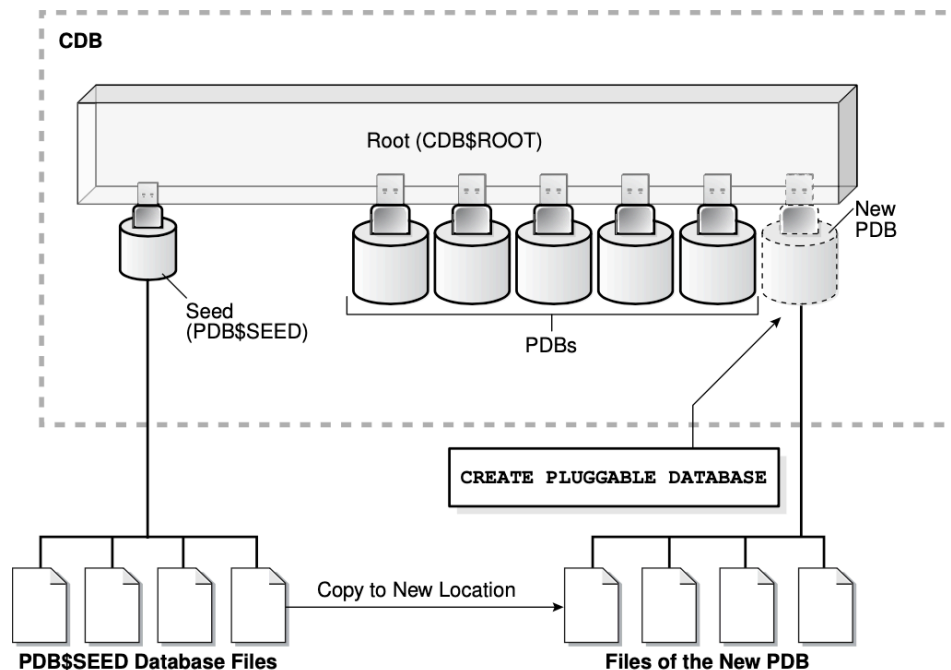 CDB
Root (CDB$ROOT)
New
PDB
Seed
(PDB$SEED)
PDBs
CREATE PLUGGABLE DATABASE
Copy to New Location
PDB$SEED Database Files
Files of the New PDB